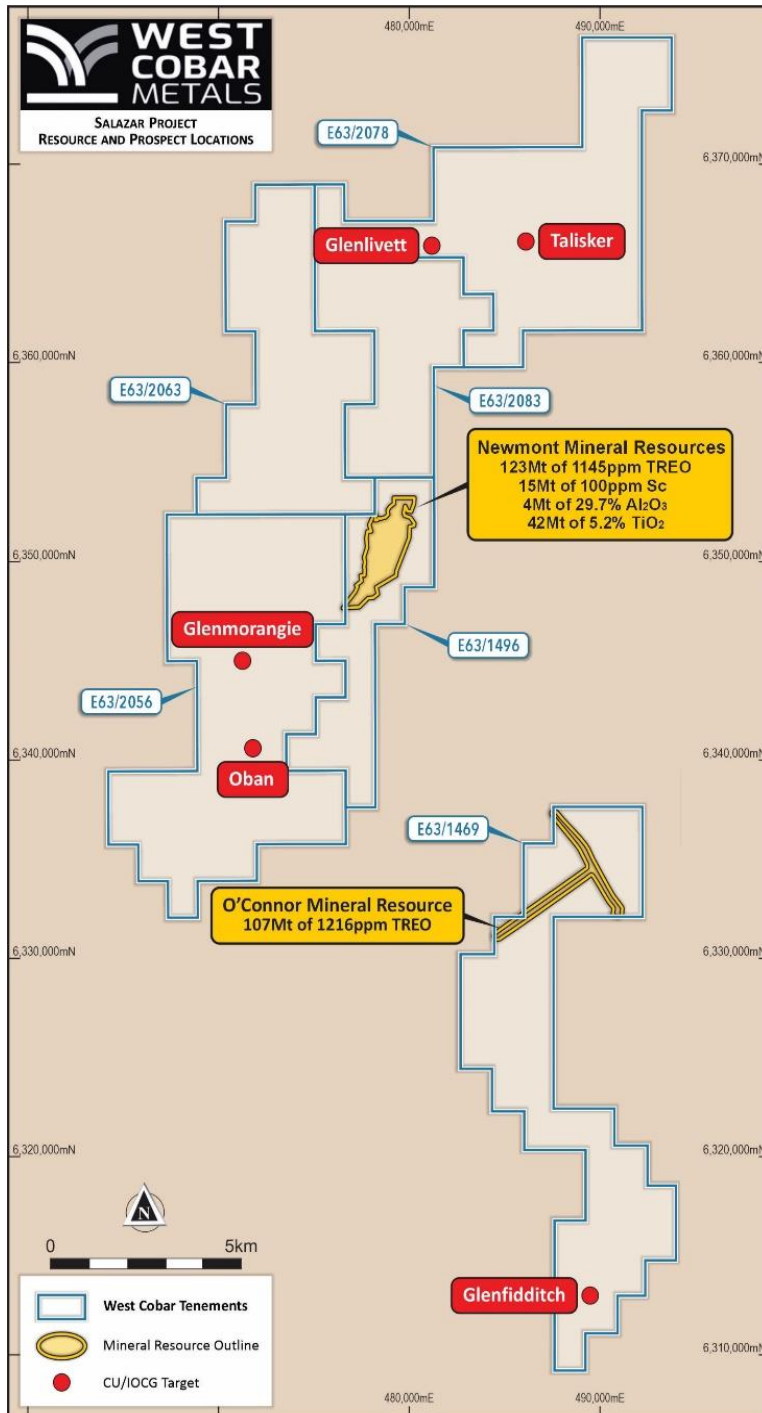 WEST
COBAR
METALS
SALAZAR PROJECT
RESOURCE AND PROSPECT LOCATIONS
480,000mE
490,000mE
E63/2078
6,370,000mN
6,370,000mN
Glenlivett
Talisker
6,360,000mN
6,360,000mN
E63/2063
E63/2083
Newmont Mineral Resources
123Mt of 1145ppm TREO
15Mt of 100ppm Sc
4Mt of 29.7% Al₂O₃
42Mt of 5.2% TiO₂
6,350,000mN
6,350,000mN
Glenmorangie
E63/1496
E63/2056
6,340,000mN
6,340,000mN
Oban
E63/1469
O'Connor Mineral Resource
107Mt of 1216ppm TREO
6,330,000mN
6,330,000mN
6,320,000mN
6,320,000mN
N
0 5km
Glenfidditch
West Cobar Tenements
Mineral Resource Outline
CU/IOCG Target
6,310,000mN
480,000mE
490,000mE